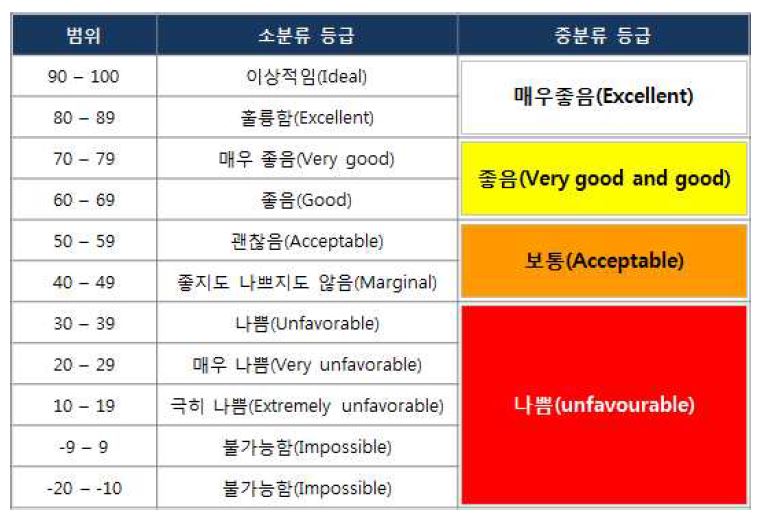 범위 소분류 등급 중분류 등급
90 – 100 이상적임(Ideal) 매우좋음(Excellent)
80 – 89 훌륭함(Excellent)
70 – 79 매우 좋음(Very good) 좋음(Very good and good)
60 – 69 좋음(Good)
50 – 59 괜찮음(Acceptable) 보통(Acceptable)
40 – 49 좋지도 나쁘지도 않음(Marginal)
30 – 39 나쁨(Unfavorable) 나쁨(unfavourable)
20 – 29 매우 나쁨(Very unfavorable)
10 – 19 극히 나쁨(Extremely unfavorable)
-9 – 9 불가능함(Impossible)
-20 – -10 불가능함(Impossible)